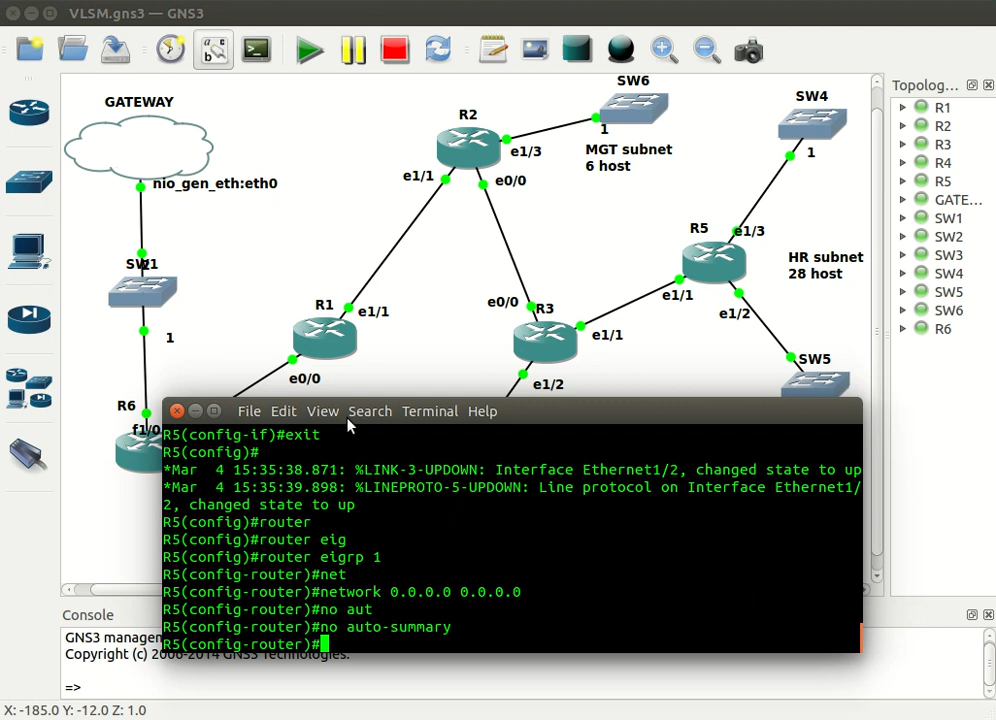 VLSM.gns3 — GNS3
GATEWAY
nio_gen_eth:eth0
SW1
1
R6
f1/0
R1
e1/1
e0/0
R2
e1/1
e0/0
e1/3
SW6
1
MGT subnet
6 host
e0/0
R3
e1/1
e1/2
R5
e1/3
e1/1
e1/2
SW4
1
HR subnet
28 host
SW5
Topolog...
R1
R2
R3
R4
R5
GATE...
SW1
SW2
SW3
SW4
SW5
SW6
R6
File Edit View Search Terminal Help
R5(config-if)#exit
R5(config)#
*Mar  4 15:35:38.871: %LINK-3-UPDOWN: Interface Ethernet1/2, changed state to up
*Mar  4 15:35:39.898: %LINEPROTO-5-UPDOWN: Line protocol on Interface Ethernet1/
2, changed state to up
R5(config)#router
R5(config)#router eig
R5(config)#router eigrp 1
R5(config-router)#net
R5(config-router)#network 0.0.0.0 0.0.0.0
R5(config-router)#no aut
R5(config-router)#no auto-summary
R5(config-router)#
Console
GNS3 managem
Copyright (c) 2006-2014 GNS3 Technologies.
=>
X: -185.0 Y: -12.0 Z: 1.0